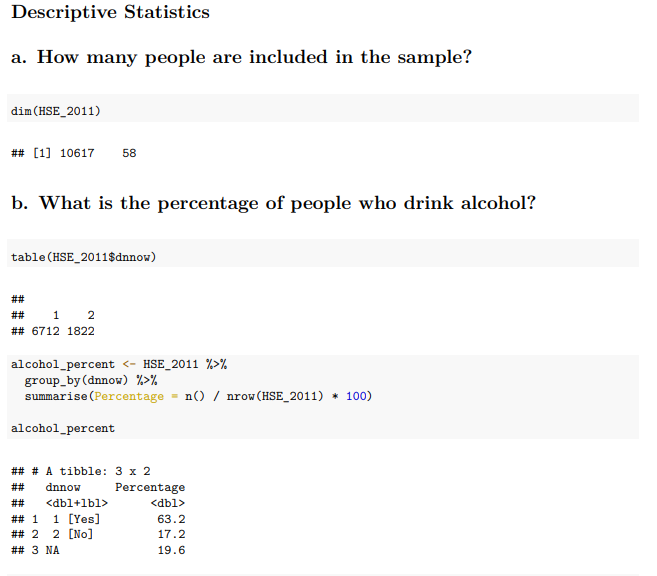 Descriptive Statistics
a. How many people are included in the sample?
dim(HSE_2011)
## [1] 10617    58
b. What is the percentage of people who drink alcohol?
table(HSE_2011$dnnow)
##
##    1    2
## 6712 1822
alcohol_percent <- HSE_2011 %>%
  group_by(dnnow) %>%
  summarise(Percentage = n() / nrow(HSE_2011) * 100)
alcohol_percent
## # A tibble: 3 x 2
##   dnnow     Percentage
##   <dbl+lbl>      <dbl>
## 1  1 [Yes]        63.2
## 2  2 [No]         17.2
## 3 NA              19.6